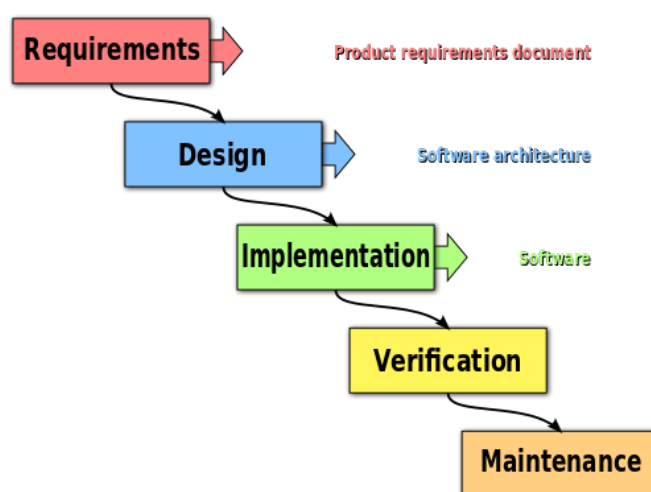 Requirements
Product requirements document
Design
Software architecture
Implementation
Software
Verification
Maintenance